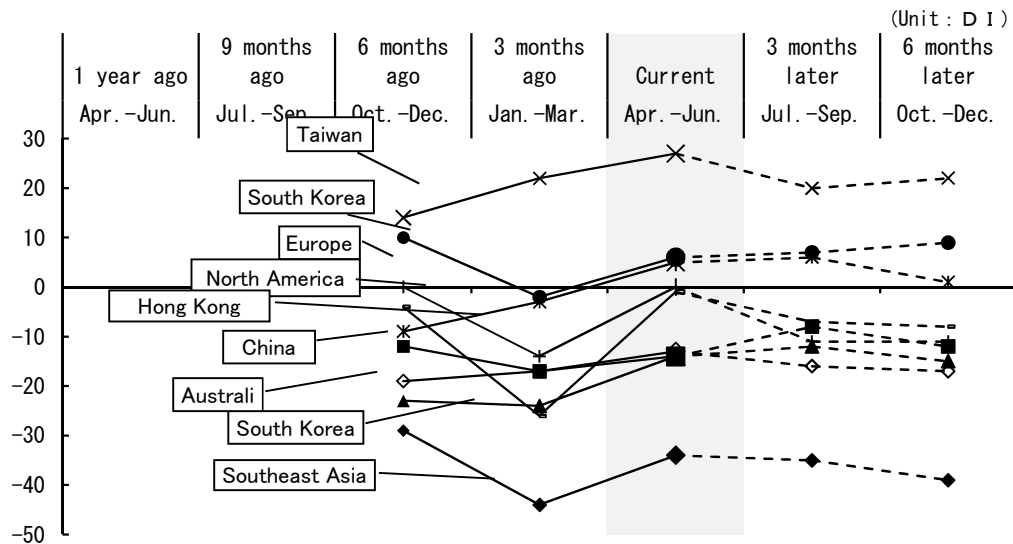 (Unit : ＤＩ)
1 year ago
Apr.-Jun.
9 months
ago
Jul.-Sep.
6 months
ago
Oct.-Dec.
3 months
ago
Jan.-Mar.
Current
Apr.-Jun.
3 months
later
Jul.-Sep.
6 months
later
Oct.-Dec.
30
20
10
0
-10
-20
-30
-40
-50
Taiwan
South Korea
Europe
North America
Hong Kong
China
Australi
South Korea
Southeast Asia